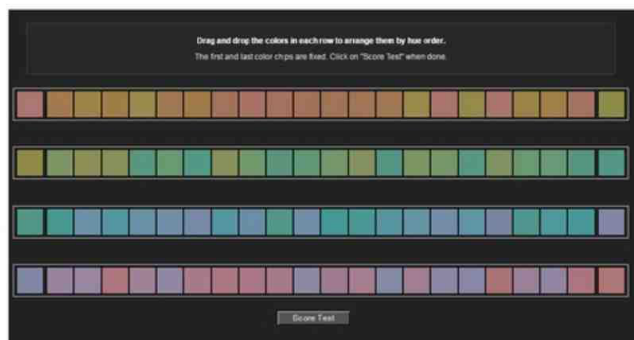 Drag and drop the colors in each row to arrange them by hue order.
The first and last color chips are fixed. Click on "Score Test" when done.
Score Test